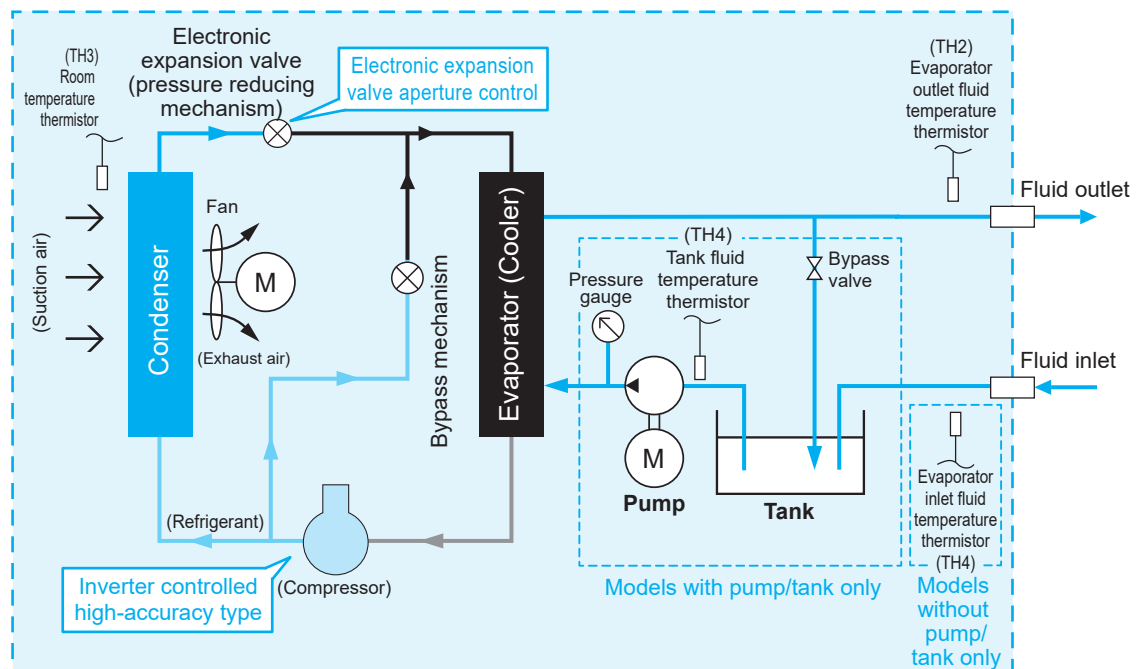 (TH3)
Room
temperature
thermistor
Electronic
expansion valve
(pressure reducing
mechanism)
Electronic expansion
valve aperture control
(TH2)
Evaporator
outlet fluid
temperature
thermistor
Fluid outlet
(Suction air)
Condenser
Fan
M
(Exhaust air)
Bypass mechanism
Evaporator (Cooler)
Pressure
gauge
(TH4)
Tank fluid
temperature
thermistor
Bypass
valve
Fluid inlet
M
Pump
Tank
Evaporator
inlet fluid
temperature
thermistor
(TH4)
(Refrigerant)
(Compressor)
Inverter controlled
high-accuracy type
Models with pump/tank only
Models
without
pump/
tank only